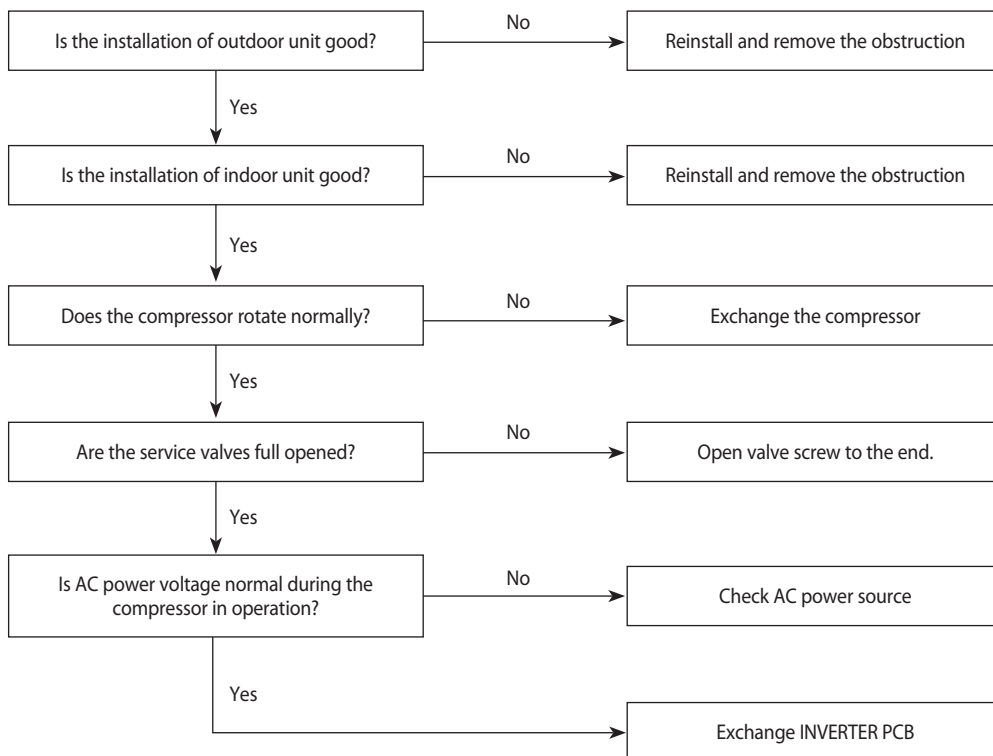 Is the installation of outdoor unit good?
No
Reinstall and remove the obstruction
Yes
Is the installation of indoor unit good?
No
Reinstall and remove the obstruction
Yes
Does the compressor rotate normally?
No
Exchange the compressor
Yes
Are the service valves full opened?
No
Open valve screw to the end.
Yes
Is AC power voltage normal during the
compressor in operation?
No
Check AC power source
Yes
Exchange INVERTER PCB